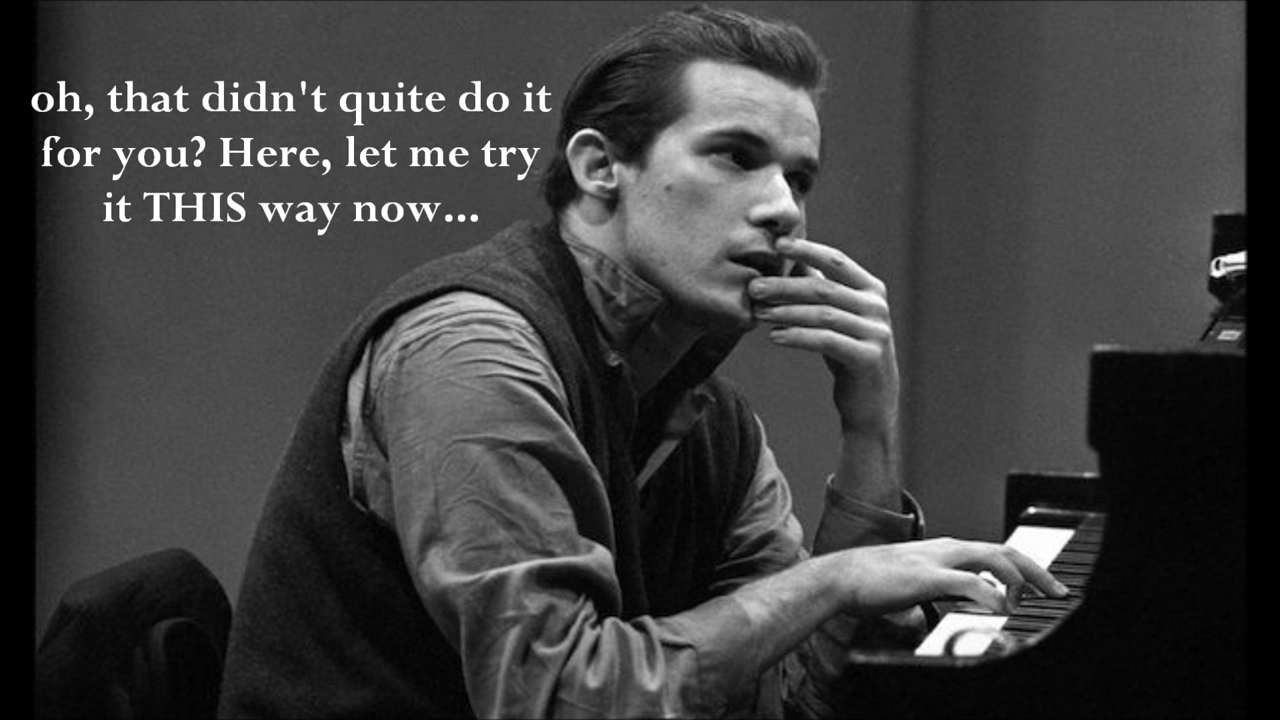 oh, that didn't quite do it
for you? Here, let me try
it THIS way now...